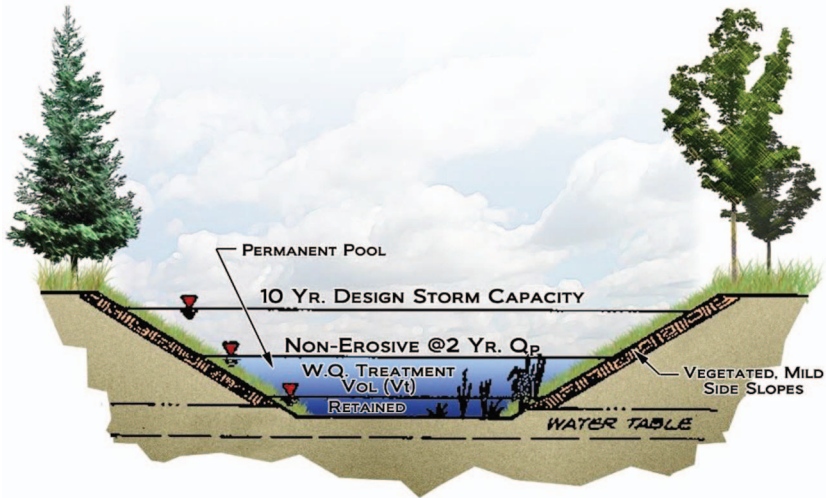 Permanent Pool
10 Yr. Design Storm Capacity
Non-Erosive @2 Yr. Qp
W.Q. Treatment
Vol (Vt)
Retained
Vegetated, Mild
Side Slopes
WATER TABLE